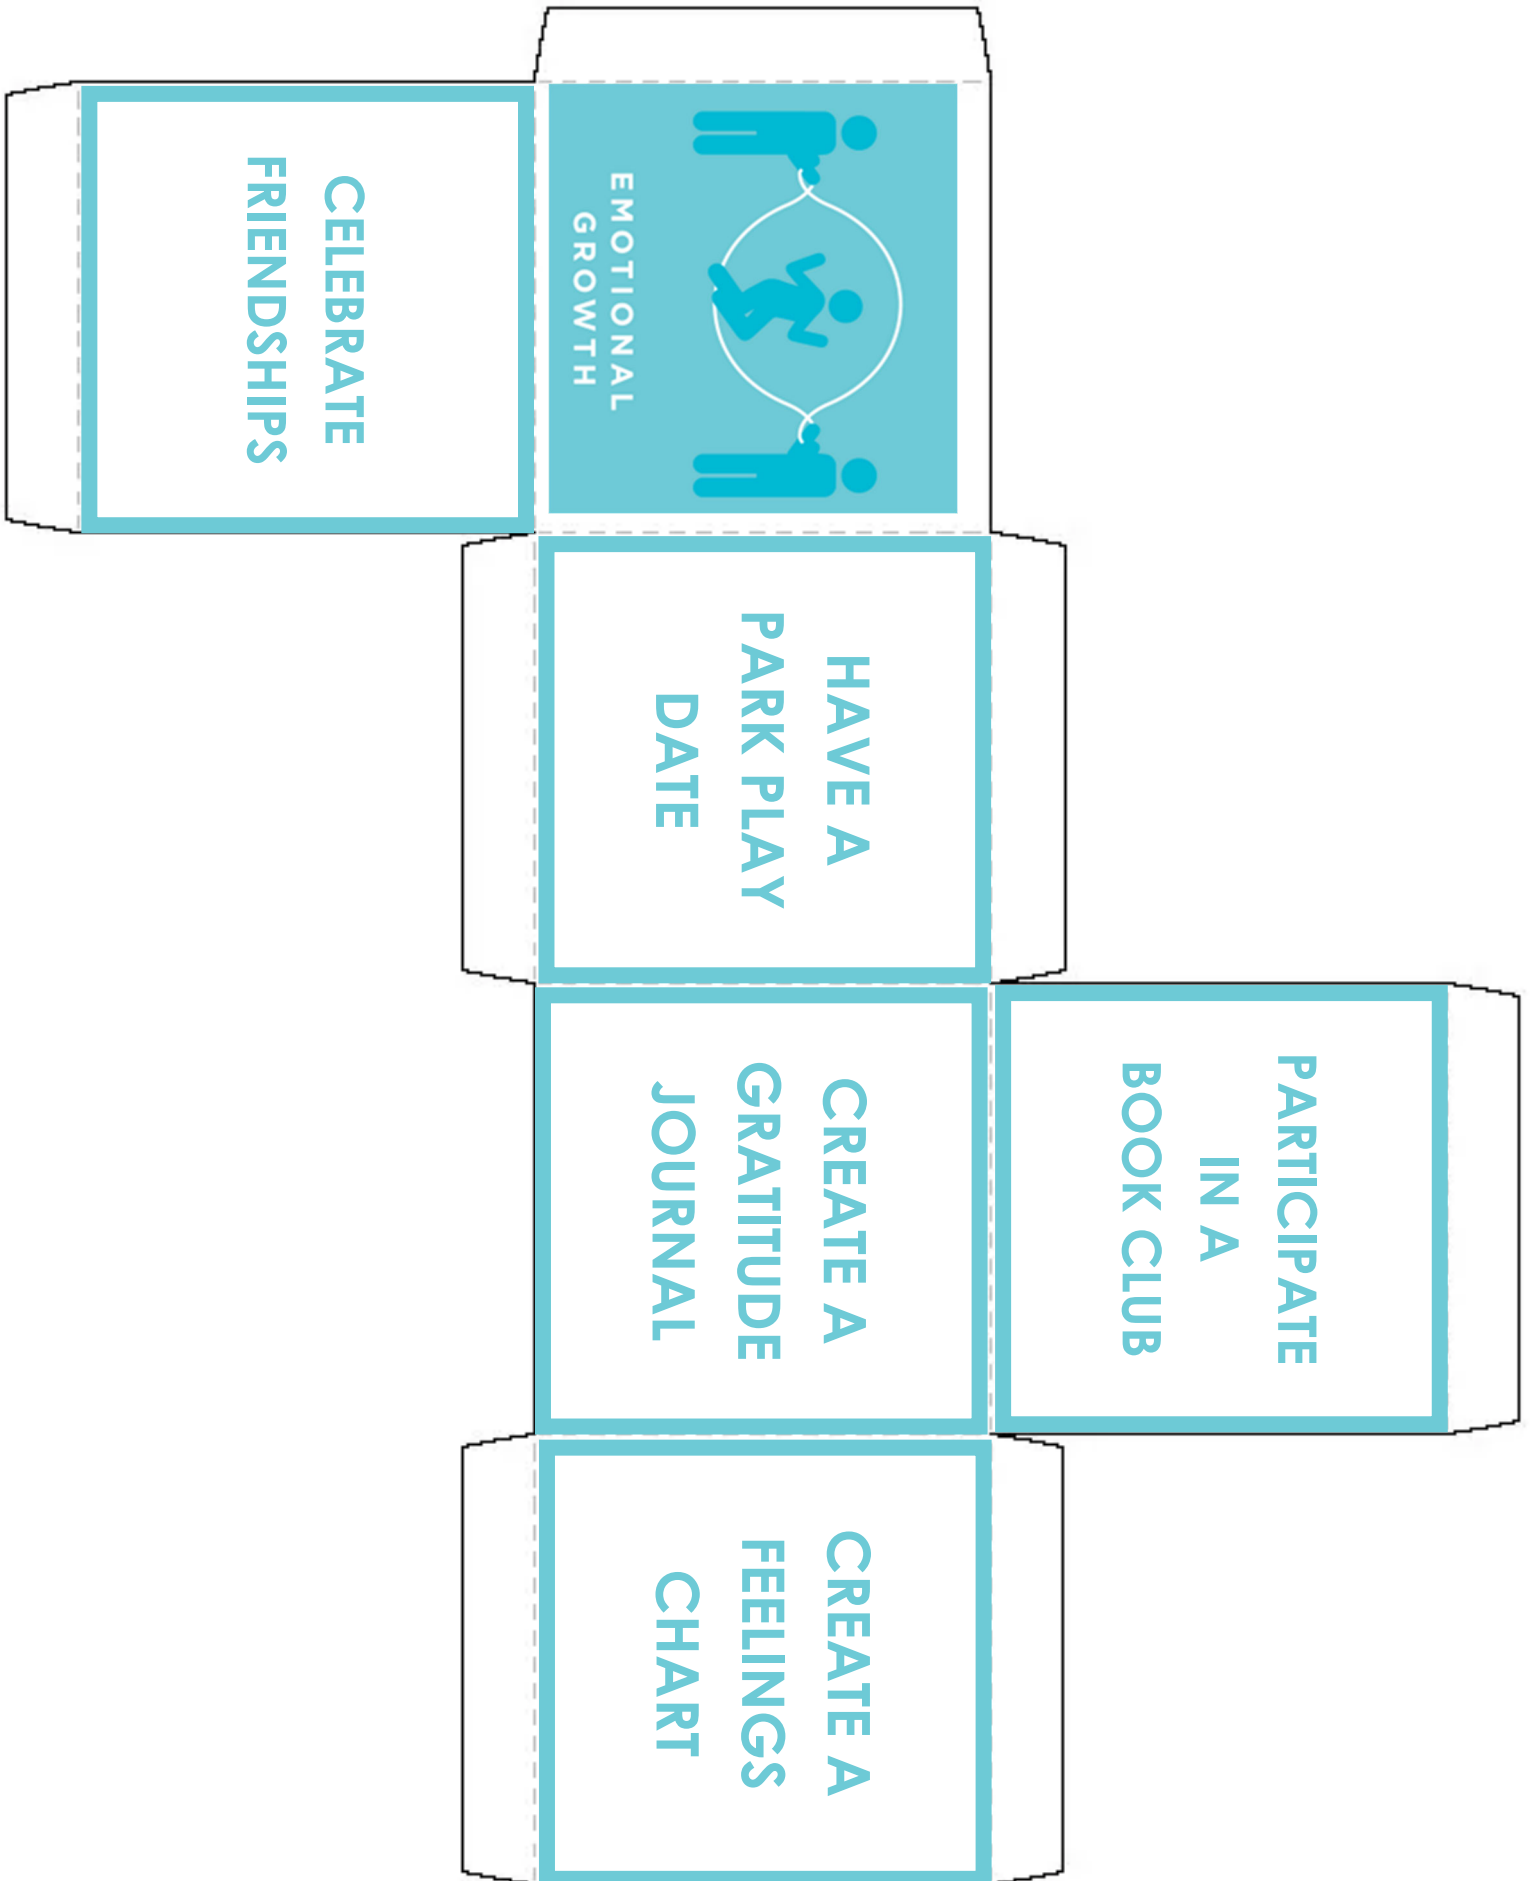 CELEBRATE
FRIENDSHIPS
EMOTIONAL
GROWTH
HAVE A
PARK PLAY
DATE
CREATE A
GRATITUDE
JOURNAL
PARTICIPATE
IN A
BOOK CLUB
CREATE A
FEELINGS
CHART